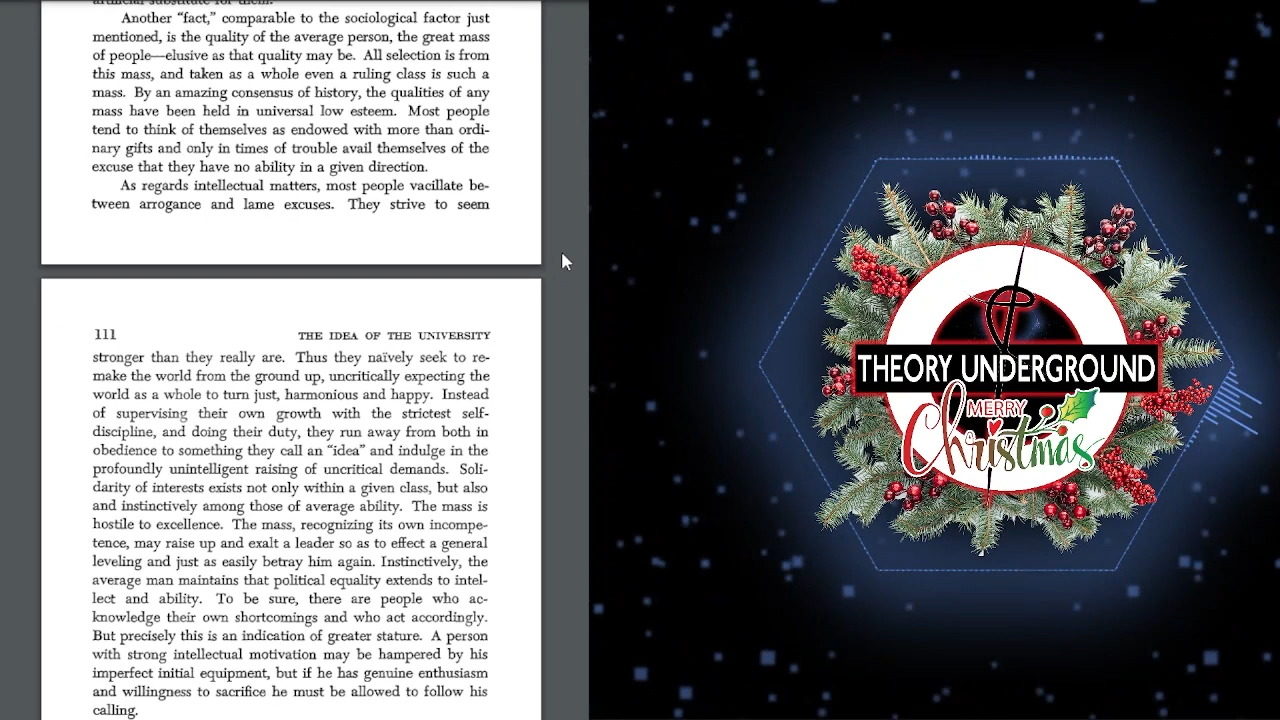 artificial substitute for them.
Another “fact,” comparable to the sociological factor just
mentioned, is the quality of the average person, the great mass
of people—elusive as that quality may be. All selection is from
this mass, and taken as a whole even a ruling class is such a
mass. By an amazing consensus of history, the qualities of any
mass have been held in universal low esteem. Most people
tend to think of themselves as endowed with more than ordi-
nary gifts and only in times of trouble avail themselves of the
excuse that they have no ability in a given direction.
As regards intellectual matters, most people vacillate be-
tween arrogance and lame excuses. They strive to seem
111 THE IDEA OF THE UNIVERSITY
stronger than they really are. Thus they naïvely seek to re-
make the world from the ground up, uncritically expecting the
world as a whole to turn just, harmonious and happy. Instead
of supervising their own growth with the strictest self-
discipline, and doing their duty, they run away from both in
obedience to something they call an “idea” and indulge in the
profoundly unintelligent raising of uncritical demands. Soli-
darity of interests exists not only within a given class, but also
and instinctively among those of average ability. The mass is
hostile to excellence. The mass, recognizing its own incompe-
tence, may raise up and exalt a leader so as to effect a general
leveling and just as easily betray him again. Instinctively, the
average man maintains that political equality extends to intel-
lect and ability. To be sure, there are people who ac-
knowledge their own shortcomings and who act accordingly.
But precisely this is an indication of greater stature. A person
with strong intellectual motivation may be hampered by his
imperfect initial equipment, but if he has genuine enthusiasm
and willingness to sacrifice he must be allowed to follow his
calling.
THEORY UNDERGROUND
MERRY
Christmas